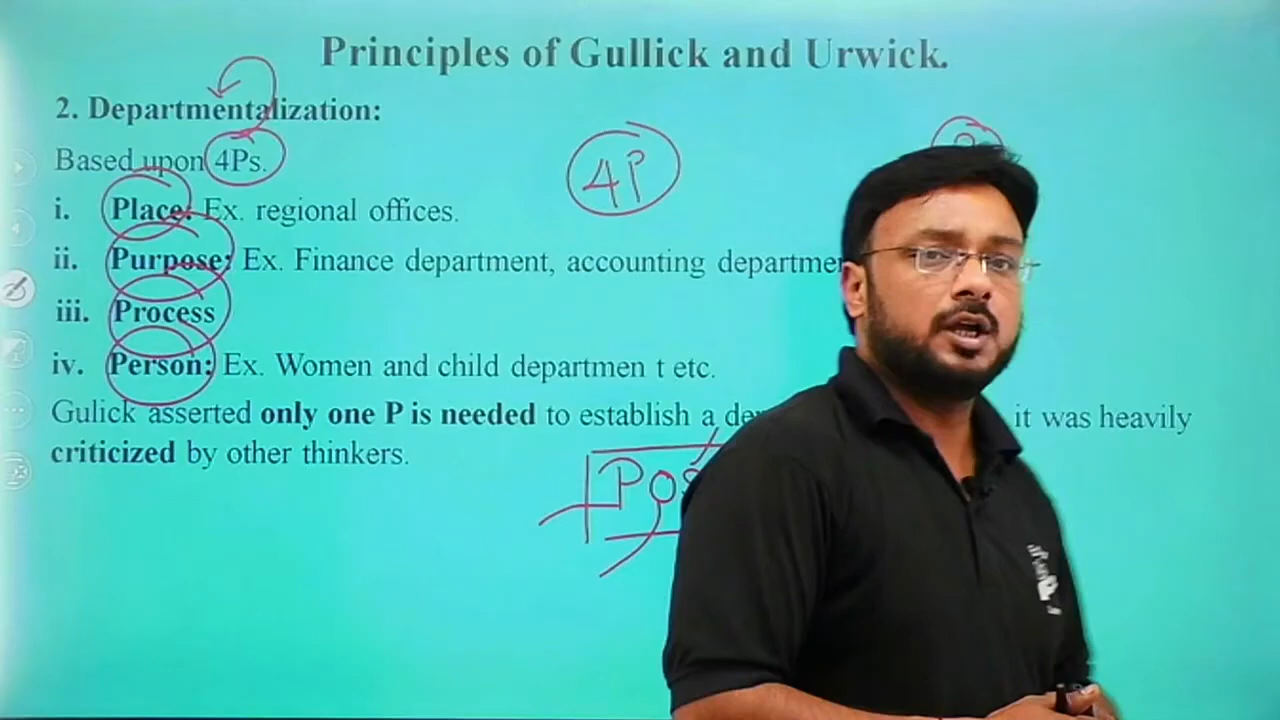 Principles of Gullick and Urwick.
2. Departmentalization:
Based upon 4Ps.
4P
i. Place: Ex. regional offices.
ii. Purpose: Ex. Finance department, accounting departmen
iii. Process
iv. Person: Ex. Women and child departmen t etc.
Gulick asserted only one P is needed to establish a de it was heavily
criticized by other thinkers.
Pos